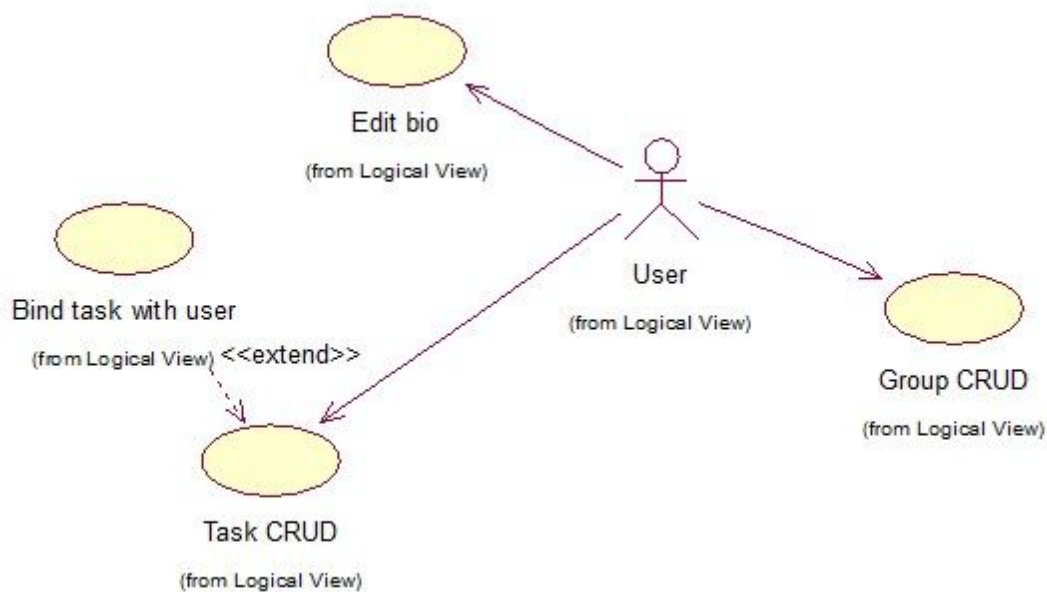 Edit bio
(from Logical View)
User
(from Logical View)
Bind task with user
(from Logical View)
<<extend>>
Group CRUD
(from Logical View)
Task CRUD
(from Logical View)